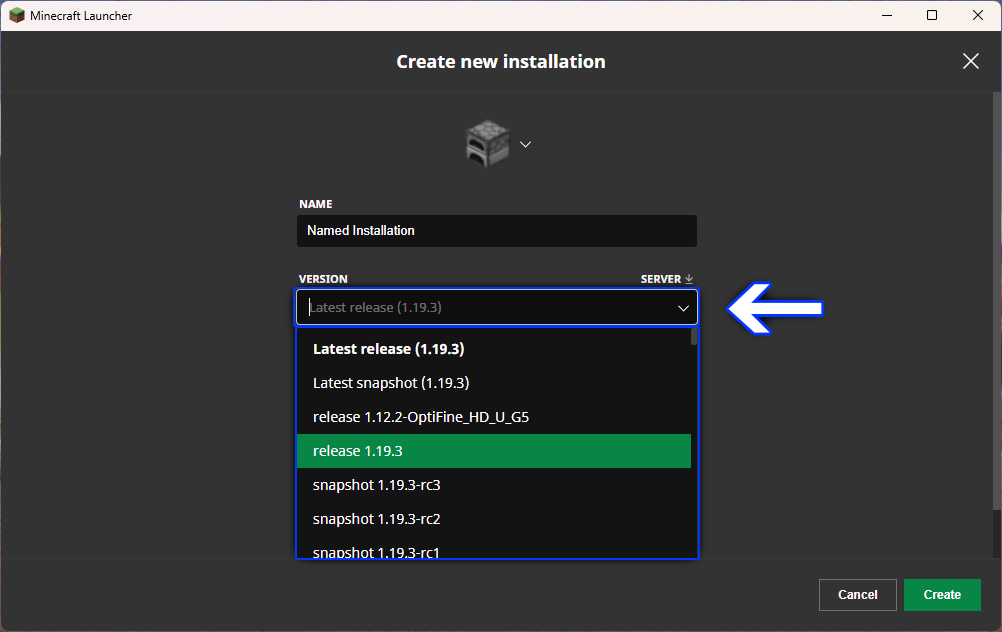 Minecraft Launcher
Create new installation
NAME
Named Installation
VERSION
SERVER
Latest release (1.19.3)
Latest release (1.19.3)
Latest snapshot (1.19.3)
release 1.12.2-OptiFine_HD_U_G5
release 1.19.3
snapshot 1.19.3-rc3
snapshot 1.19.3-rc2
snapshot 1.19.3-rc1
Cancel
Create